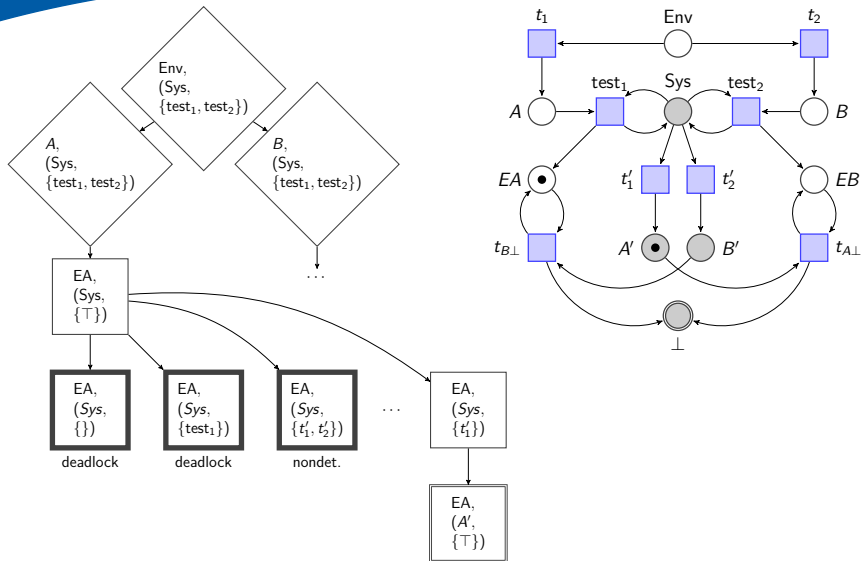 Env,
(Sys,
{test₁, test₂})
A,
(Sys,
{test₁, test₂})
B,
(Sys,
{test₁, test₂})
EA,
(Sys,
{⊤})
...
EA,
(Sys,
{})
deadlock
EA,
(Sys,
{test₁})
deadlock
EA,
(Sys,
{t′₁, t′₂})
nondet.
...
EA,
(Sys,
{t′₁})
EA,
(A′,
{⊤})
t₁
Env
t₂
test₁
Sys
test₂
A
B
EA
t′₁
t′₂
EB
t_B⊥
A′
B′
t_A⊥
⊥